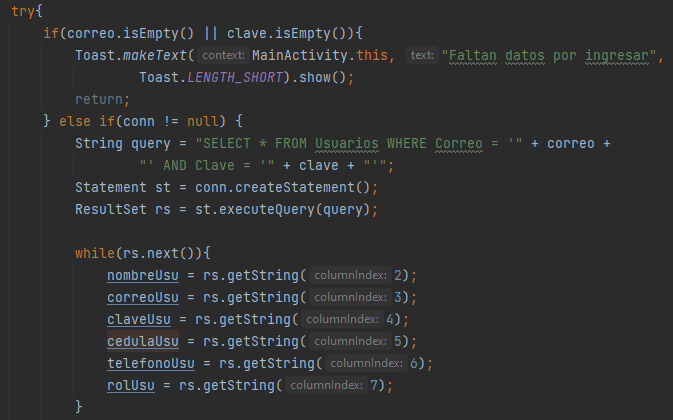 try{
if(correo.isEmpty() || clave.isEmpty()){
Toast.makeText( context: MainActivity.this, text: "Faltan datos por ingresar",
Toast.LENGTH_SHORT).show();
return;
} else if(conn != null) {
String query = "SELECT * FROM Usuarios WHERE Correo = '" + correo +
"' AND Clave = '" + clave + "'";
Statement st = conn.createStatement();
ResultSet rs = st.executeQuery(query);
while(rs.next()){
nombreUsu = rs.getString( columnIndex: 2);
correoUsu = rs.getString( columnIndex: 3);
claveUsu = rs.getString( columnIndex: 4);
cedulaUsu = rs.getString( columnIndex: 5);
telefonoUsu = rs.getString( columnIndex: 6);
rolUsu = rs.getString( columnIndex: 7);
}